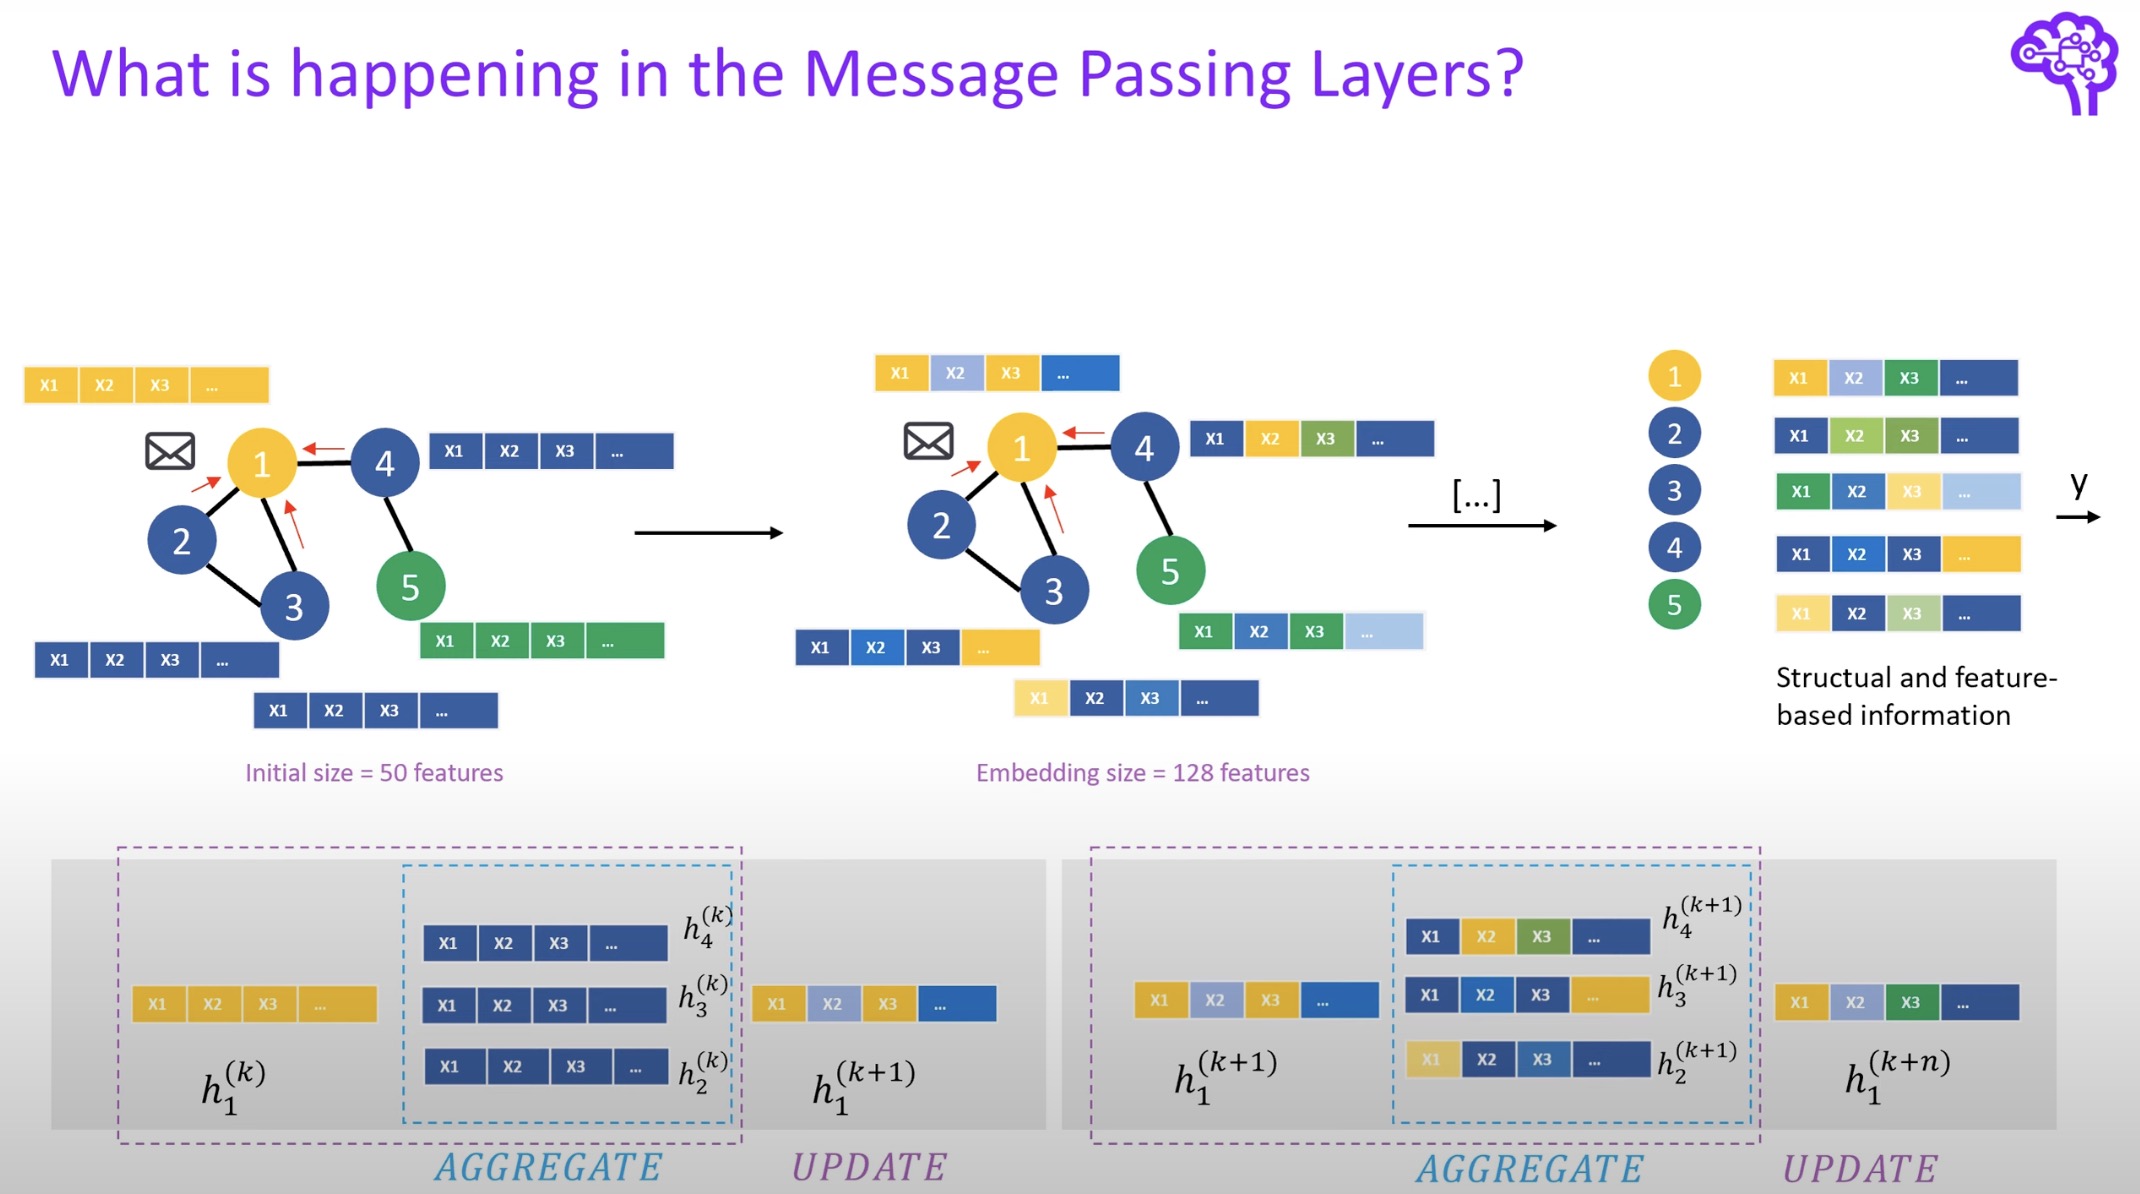 What is happening in the Message Passing Layers?
X1 X2 X3 ...
1
4
X1 X2 X3 ...
2
3
5
X1 X2 X3 ...
X1 X2 X3 ...
X1 X2 X3 ...
Initial size = 50 features
X1 X2 X3 ...
1
4
X1 X2 X3 ...
2
3
5
X1 X2 X3 ...
X1 X2 X3 ...
X1 X2 X3 ...
Embedding size = 128 features
[...]
1 X1 X2 X3 ...
2 X1 X2 X3 ...
3 X1 X2 X3 ...
4 X1 X2 X3 ...
5 X1 X2 X3 ...
y
Structual and feature-
based information
X1 X2 X3 ...
h_1^(k)
X1 X2 X3 ... h_4^(k)
X1 X2 X3 ... h_3^(k)
X1 X2 X3 ... h_2^(k)
X1 X2 X3 ...
h_1^(k+1)
AGGREGATE
UPDATE
X1 X2 X3 ...
h_1^(k+1)
X1 X2 X3 ... h_4^(k+1)
X1 X2 X3 ... h_3^(k+1)
X1 X2 X3 ... h_2^(k+1)
X1 X2 X3 ...
h_1^(k+n)
AGGREGATE
UPDATE